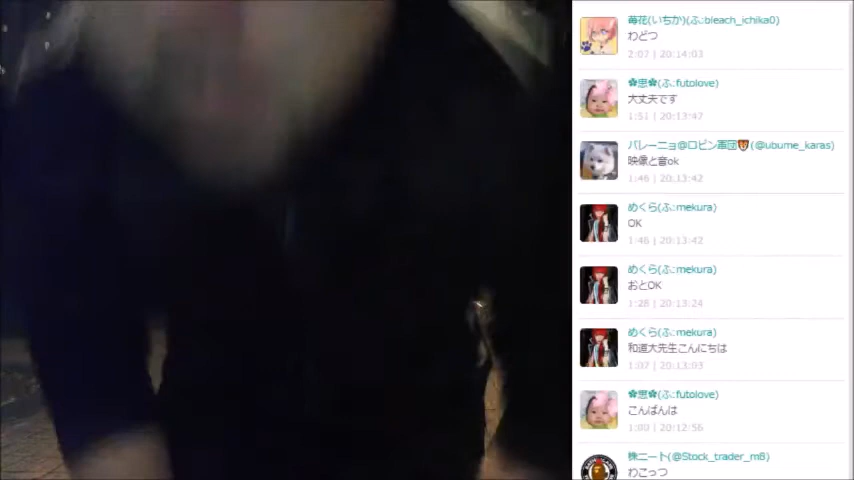 苺花(いちか)(ふ:bleach_ichika0)
わどつ
2:07 | 20:14:03
✿思✿(ふ:futolove)
大丈夫です
1:51 | 20:13:47
バレーニョ@ロビン軍団🐯(@ubume_karas)
映像と音ok
1:46 | 20:13:42
めくら(ふ:mekura)
OK
1:46 | 20:13:42
めくら(ふ:mekura)
おとOK
1:28 | 20:13:24
めくら(ふ:mekura)
和道大先生こんにちは
1:07 | 20:13:03
✿思✿(ふ:futolove)
こんばんは
1:00 | 20:12:56
株ニート(@Stock_trader_m8)
わこっつ